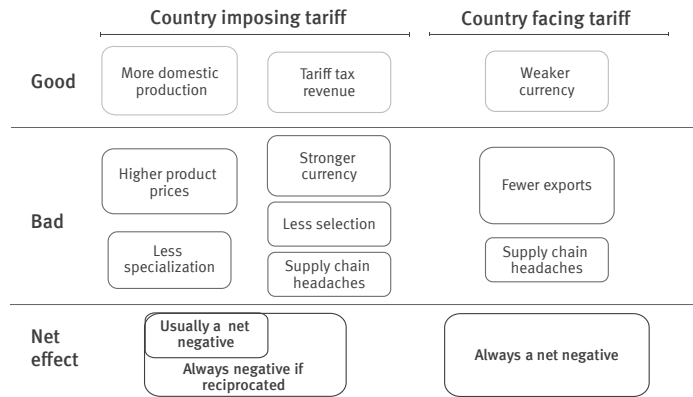 Country imposing tariff
Country facing tariff
Good
More domestic
production
Tariff tax
revenue
Weaker
currency
Bad
Higher product
prices
Stronger
currency
Less selection
Less
specialization
Supply chain
headaches
Fewer exports
Supply chain
headaches
Net
effect
Usually a net
negative
Always negative if
reciprocated
Always a net negative